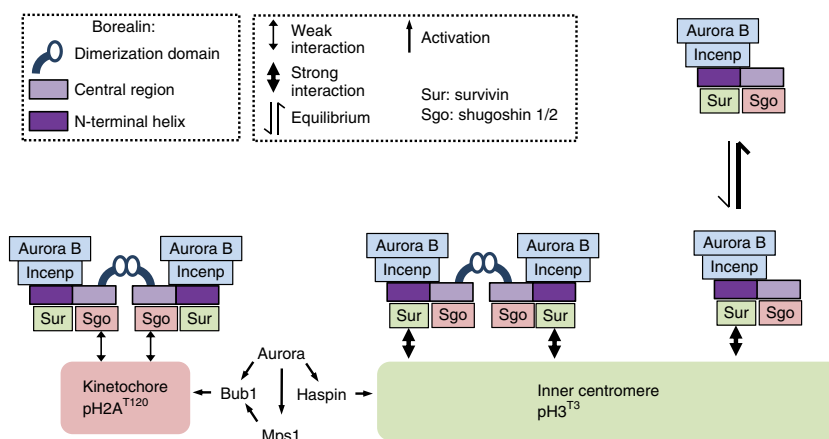 Borealin:
Dimerization domain
Central region
N-terminal helix
Weak
interaction
Strong
interaction
Equilibrium
Activation
Sur: survivin
Sgo: shugoshin 1/2
Aurora B
Incenp
Sur Sgo
Aurora B
Incenp
Sur Sgo
Aurora B
Incenp
Sgo Sur
Aurora B
Incenp
Sur Sgo
Aurora B
Incenp
Sgo Sur
Aurora B
Incenp
Sur Sgo
Kinetochore
pH2A^T120
Aurora
Bub1
Haspin
Mps1
Inner centromere
pH3^T3